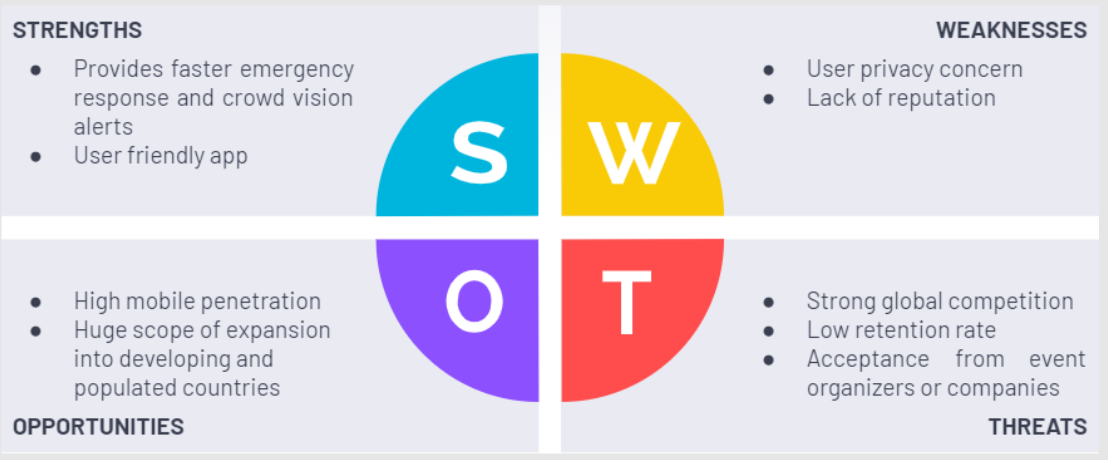 STRENGTHS
● Provides faster emergency
response and crowd vision
alerts
● User friendly app
WEAKNESSES
● User privacy concern
● Lack of reputation
S
W
O
T
● High mobile penetration
● Huge scope of expansion
into developing and
populated countries
OPPORTUNITIES
● Strong global competition
● Low retention rate
● Acceptance from event
organizers or companies
THREATS